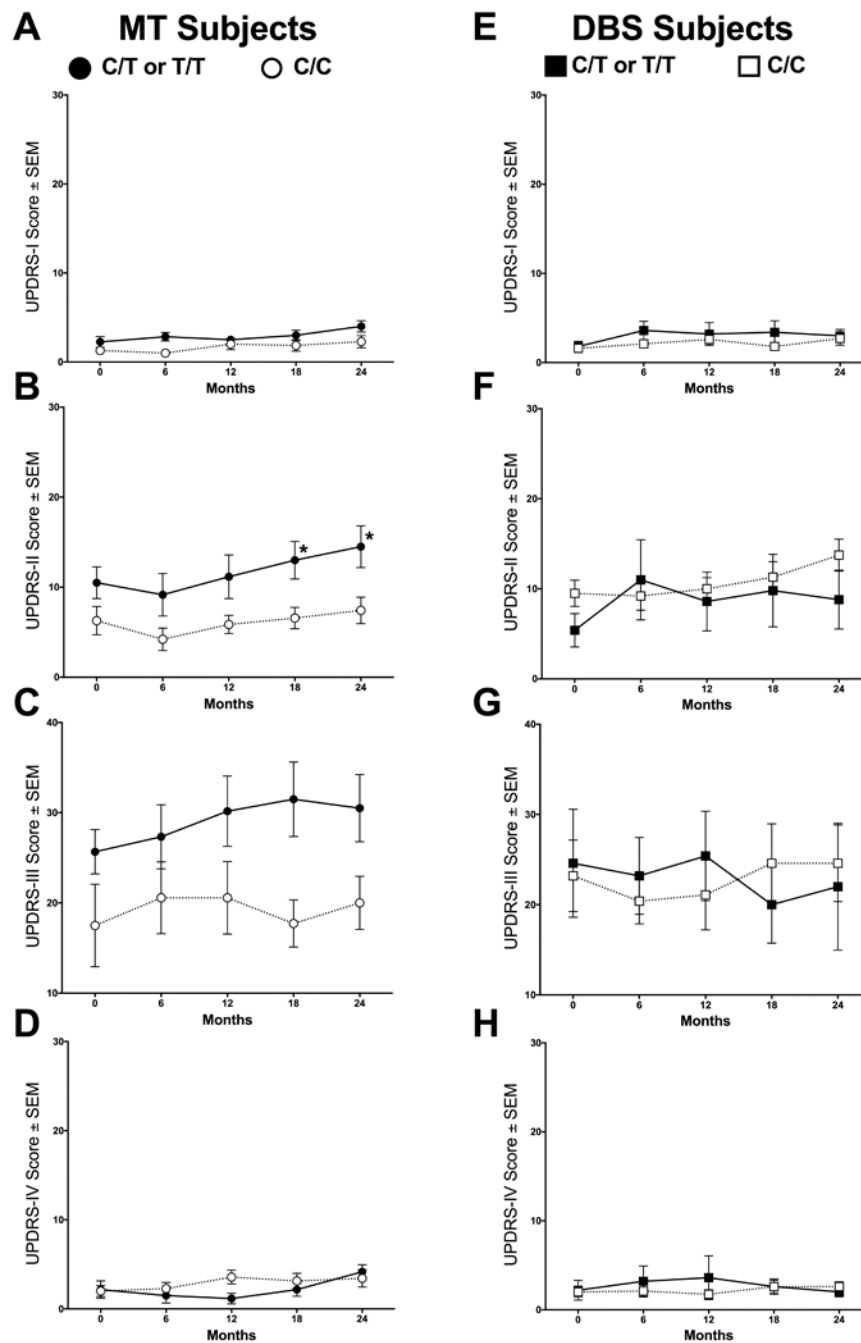 A MT Subjects
C/T or T/T C/C
UPDRS-I Score ± SEM
30
20
10
0
0 6 12 18 24
Months
B
UPDRS-II Score ± SEM
30
20
10
0
* *
0 6 12 18 24
Months
C
UPDRS-III Score ± SEM
40
30
20
10
0 6 12 18 24
Months
D
UPDRS-IV Score ± SEM
30
20
10
0
0 6 12 18 24
Months
E DBS Subjects
C/T or T/T C/C
UPDRS-I Score ± SEM
30
20
10
0
0 6 12 18 24
Months
F
UPDRS-II Score ± SEM
30
20
10
0
0 6 12 18 24
Months
G
UPDRS-III Score ± SEM
40
30
20
10
0 6 12 18 24
Months
H
UPDRS-IV Score ± SEM
30
20
10
0
0 6 12 18 24
Months